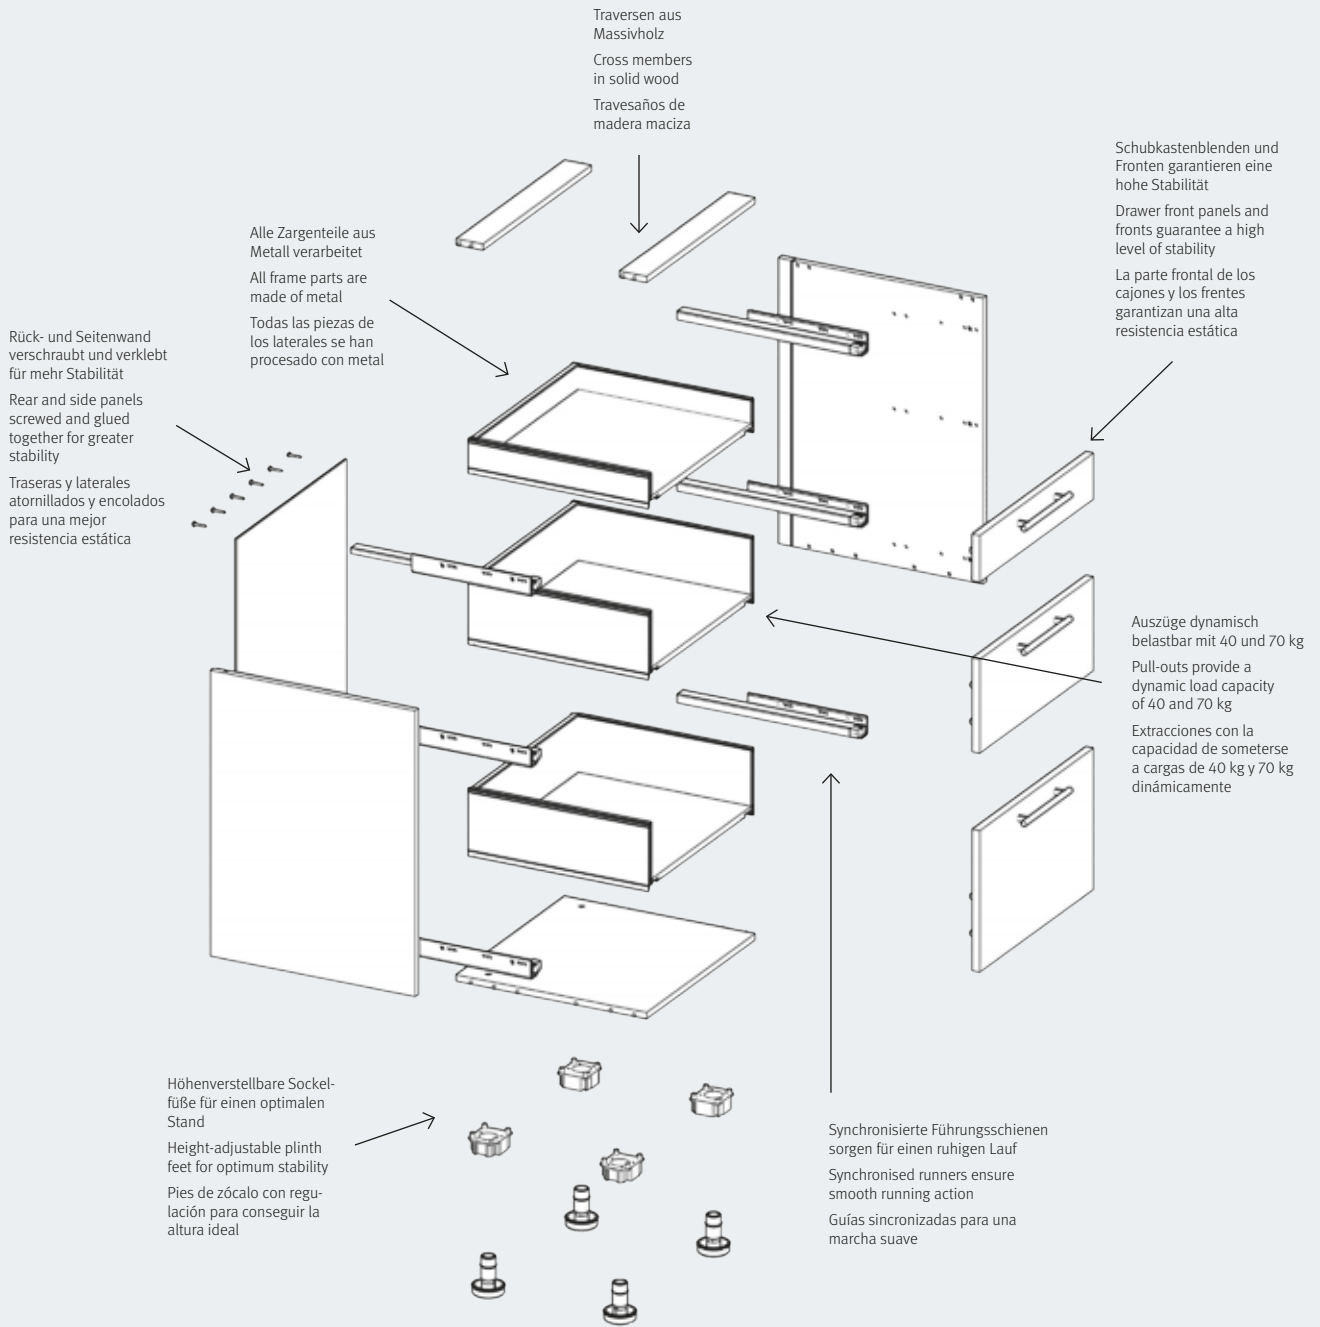 Traversen aus
Massivholz
Cross members
in solid wood
Travesaños de
madera maciza
Schubkastenblenden und
Fronten garantieren eine
hohe Stabilität
Drawer front panels and
fronts guarantee a high
level of stability
La parte frontal de los
cajones y los frentes
garantizan una alta
resistencia estática
Alle Zargenteile aus
Metall verarbeitet
All frame parts are
made of metal
Todas las piezas de
los laterales se han
procesado con metal
Rück- und Seitenwand
verschraubt und verklebt
für mehr Stabilität
Rear and side panels
screwed and glued
together for greater
stability
Traseras y laterales
atornillados y encolados
para una mejor
resistencia estática
Auszüge dynamisch
belastbar mit 40 und 70 kg
Pull-outs provide a
dynamic load capacity
of 40 and 70 kg
Extracciones con la
capacidad de someterse
a cargas de 40 kg y 70 kg
dinámicamente
Höhenverstellbare Sockel-
füße für einen optimalen
Stand
Height-adjustable plinth
feet for optimum stability
Pies de zócalo con regu-
lación para conseguir la
altura ideal
Synchronisierte Führungsschienen
sorgen für einen ruhigen Lauf
Synchronised runners ensure
smooth running action
Guías sincronizadas para una
marcha suave